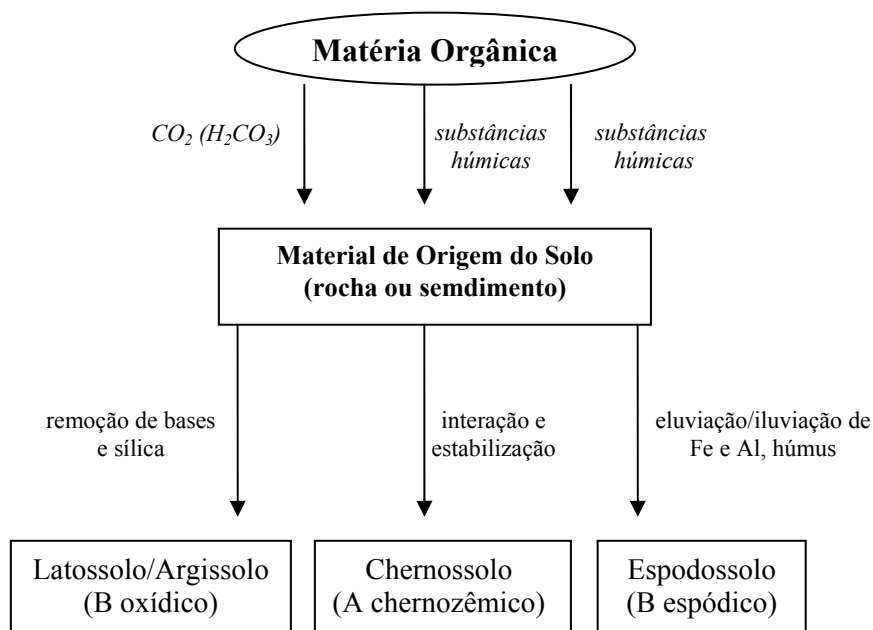 Matéria Orgânica
CO₂ (H₂CO₃)
substâncias
húmicas
substâncias
húmicas
Material de Origem do Solo
(rocha ou semdimento)
remoção de bases
e sílica
interação e
estabilização
eluviação/iluviação de
Fe e Al, húmus
Latossolo/Argissolo
(B oxídico)
Chernossolo
(A chernozêmico)
Espodossolo
(B espódico)